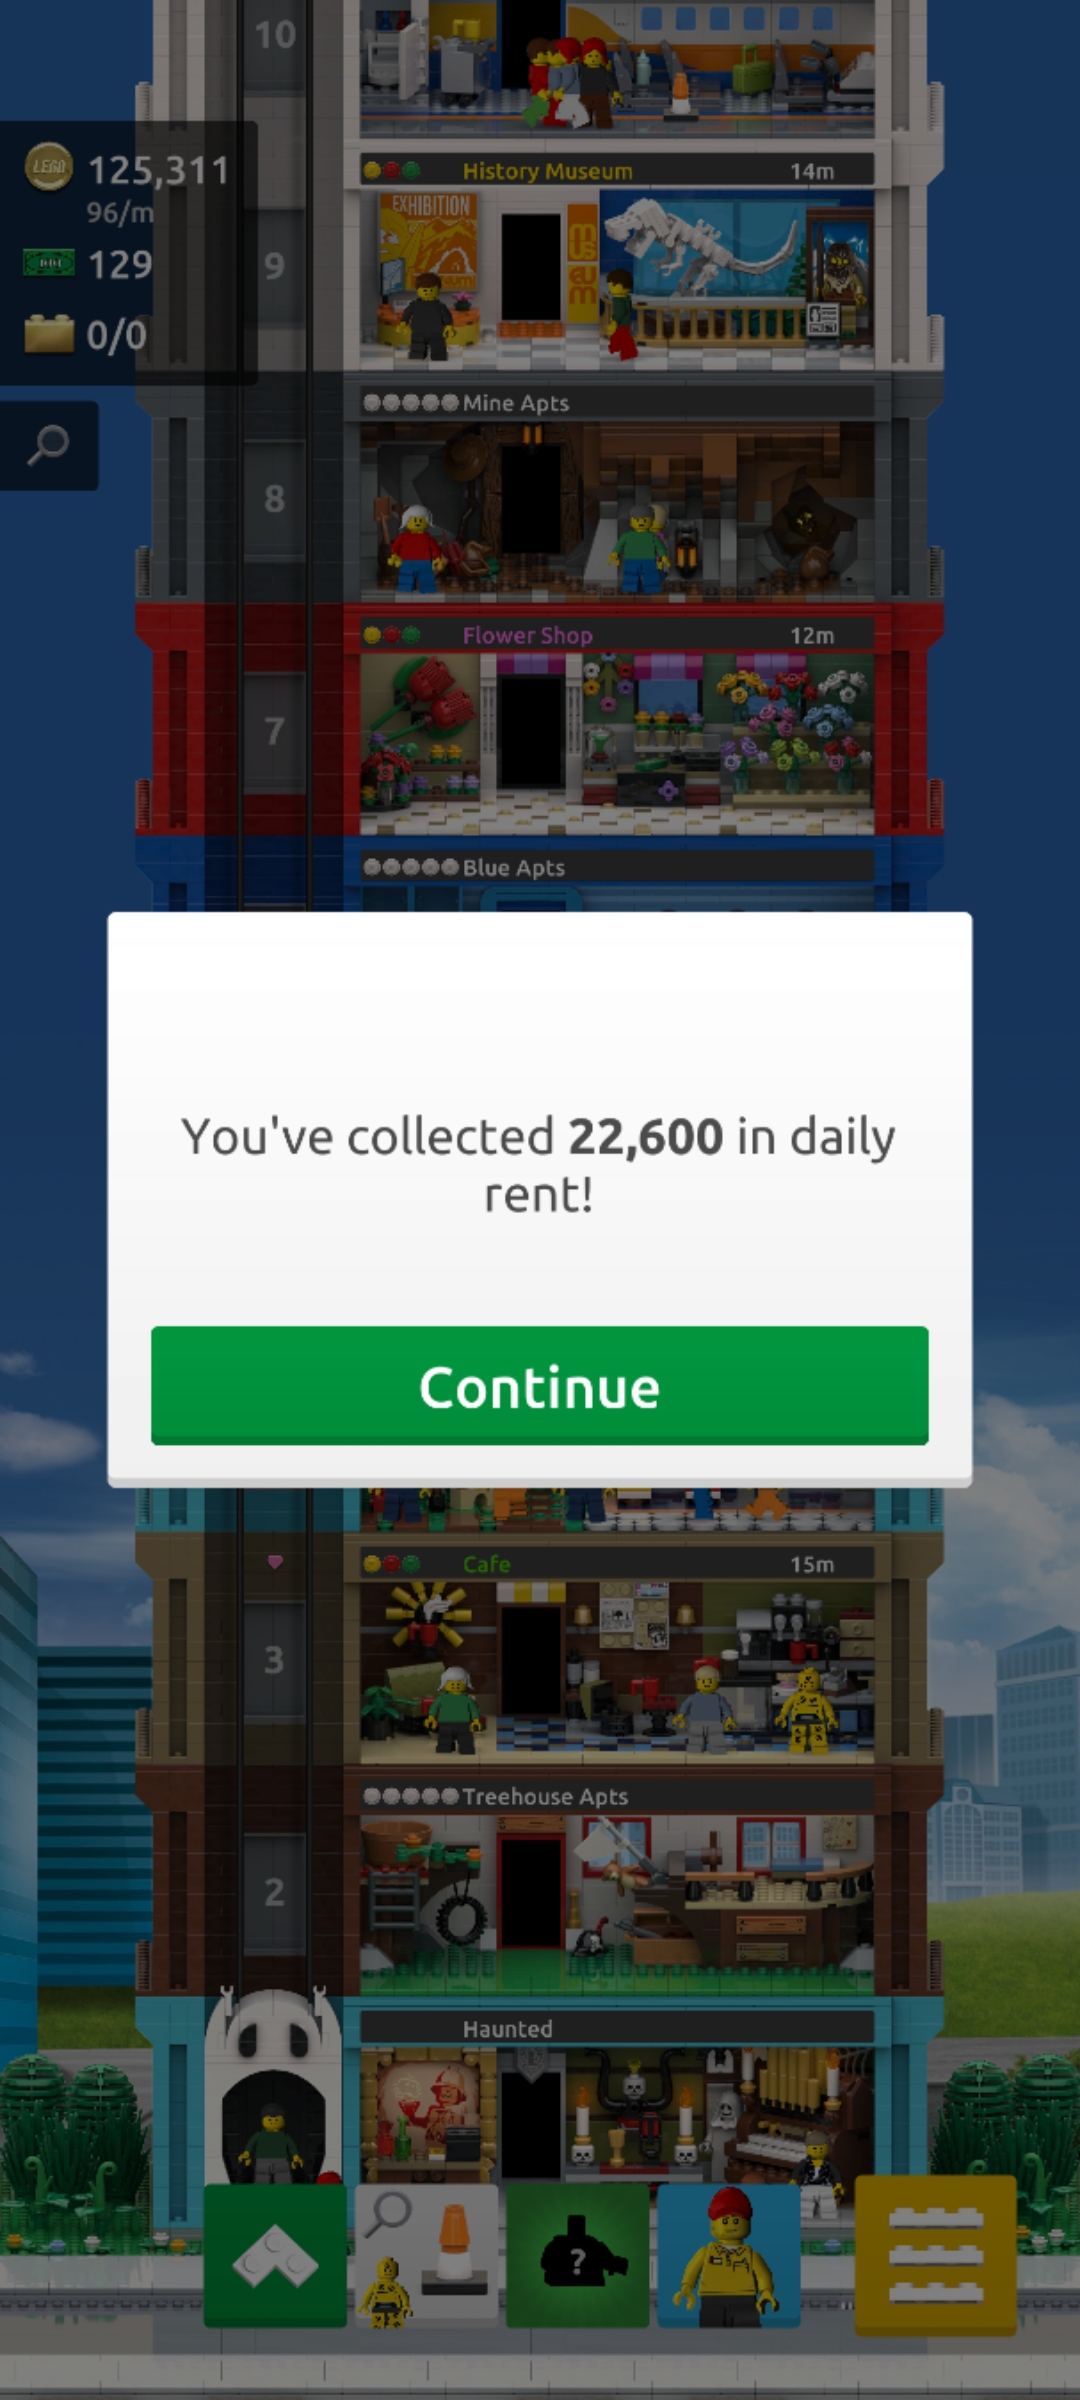 10
LEGO 125,311
96/m
129
0/0
History Museum 14m
EXHIBITION
9
Mine Apts
8
Flower Shop 12m
7
Blue Apts
You've collected 22,600 in daily
rent!
Continue
Cafe 15m
3
Treehouse Apts
2
Haunted
?